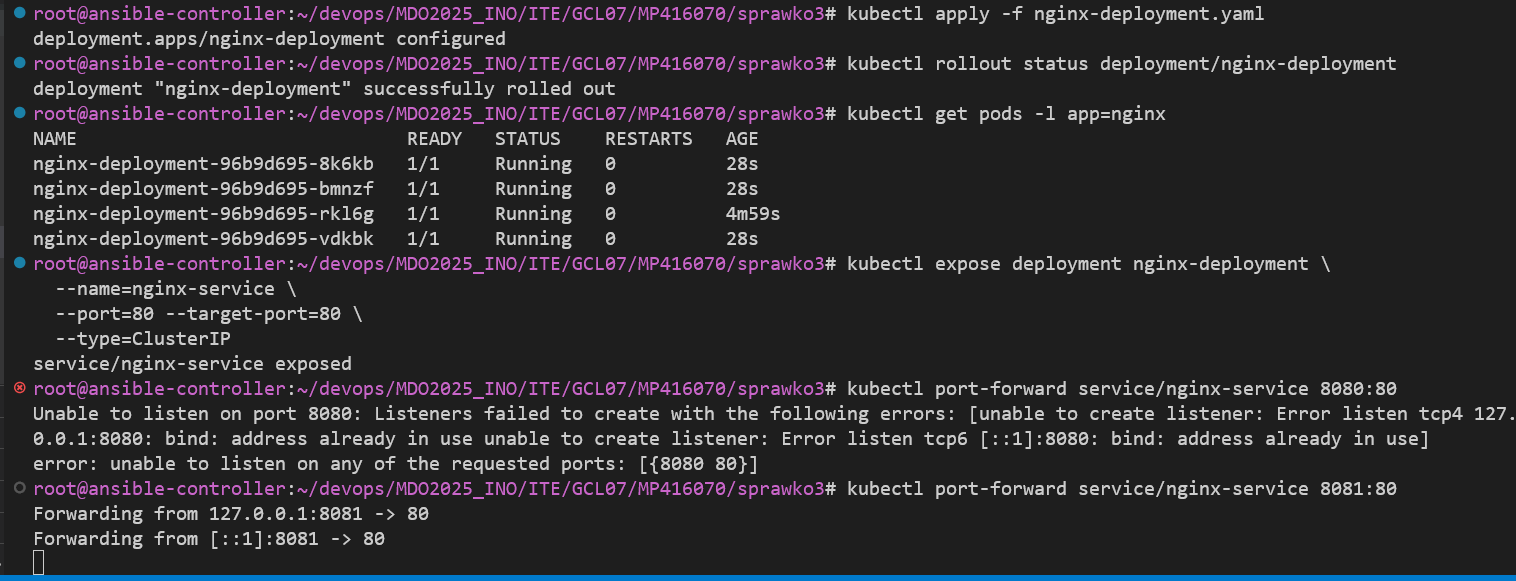 root@ansible-controller:~/devops/MDO2025_INO/ITE/GCL07/MP416070/sprawko3# kubectl apply -f nginx-deployment.yaml
deployment.apps/nginx-deployment configured
root@ansible-controller:~/devops/MDO2025_INO/ITE/GCL07/MP416070/sprawko3# kubectl rollout status deployment/nginx-deployment
deployment "nginx-deployment" successfully rolled out
root@ansible-controller:~/devops/MDO2025_INO/ITE/GCL07/MP416070/sprawko3# kubectl get pods -l app=nginx
NAME                               READY   STATUS    RESTARTS   AGE
nginx-deployment-96b9d695-8k6kb   1/1     Running   0          28s
nginx-deployment-96b9d695-bmnzf   1/1     Running   0          28s
nginx-deployment-96b9d695-rkl6g   1/1     Running   0          4m59s
nginx-deployment-96b9d695-vdkbk   1/1     Running   0          28s
root@ansible-controller:~/devops/MDO2025_INO/ITE/GCL07/MP416070/sprawko3# kubectl expose deployment nginx-deployment \
  --name=nginx-service \
  --port=80 --target-port=80 \
  --type=ClusterIP
service/nginx-service exposed
root@ansible-controller:~/devops/MDO2025_INO/ITE/GCL07/MP416070/sprawko3# kubectl port-forward service/nginx-service 8080:80
Unable to listen on port 8080: Listeners failed to create with the following errors: [unable to create listener: Error listen tcp4 127.
0.0.1:8080: bind: address already in use unable to create listener: Error listen tcp6 [::1]:8080: bind: address already in use]
error: unable to listen on any of the requested ports: [{8080 80}]
root@ansible-controller:~/devops/MDO2025_INO/ITE/GCL07/MP416070/sprawko3# kubectl port-forward service/nginx-service 8081:80
Forwarding from 127.0.0.1:8081 -> 80
Forwarding from [::1]:8081 -> 80